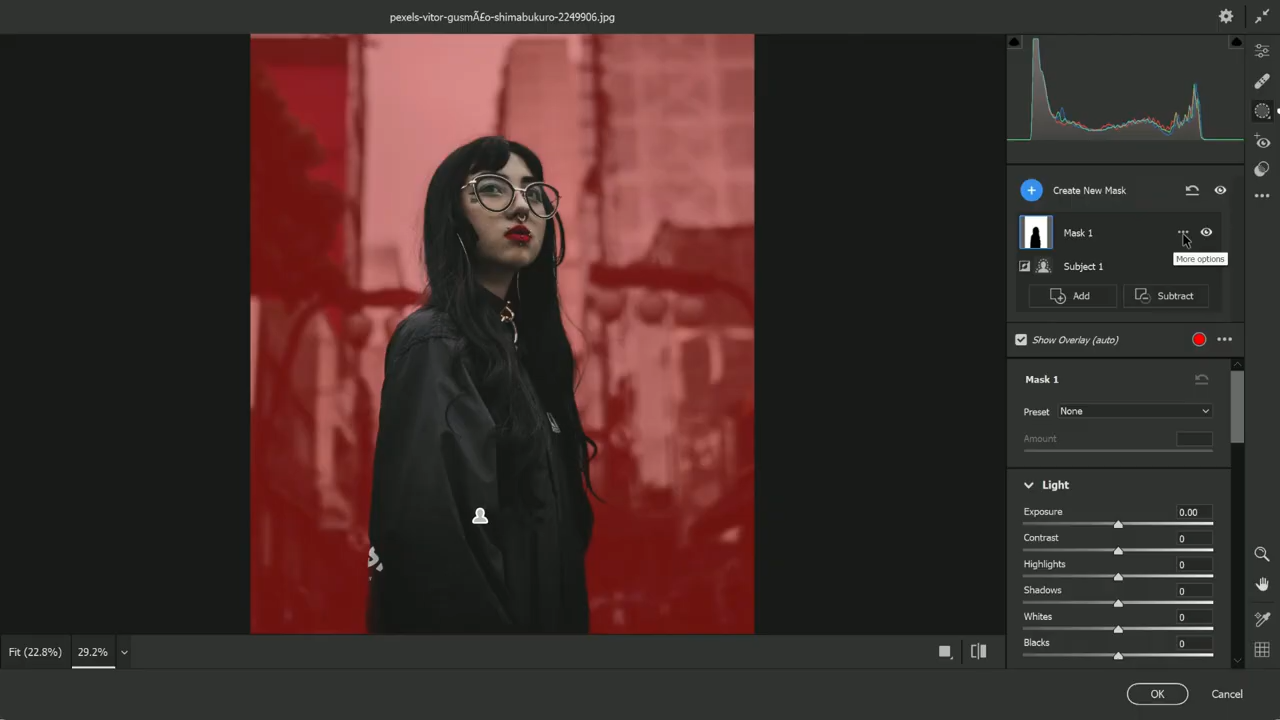 pexels-vitor-gusmÃ£o-shimabukuro-2249906.jpg
Create New Mask
Mask 1
More options
Subject 1
Add
Subtract
Show Overlay (auto)
Mask 1
Preset None
Amount
Light
Exposure 0.00
Contrast 0
Highlights 0
Shadows 0
Whites 0
Blacks 0
Fit (22.8%) 29.2%
OK Cancel